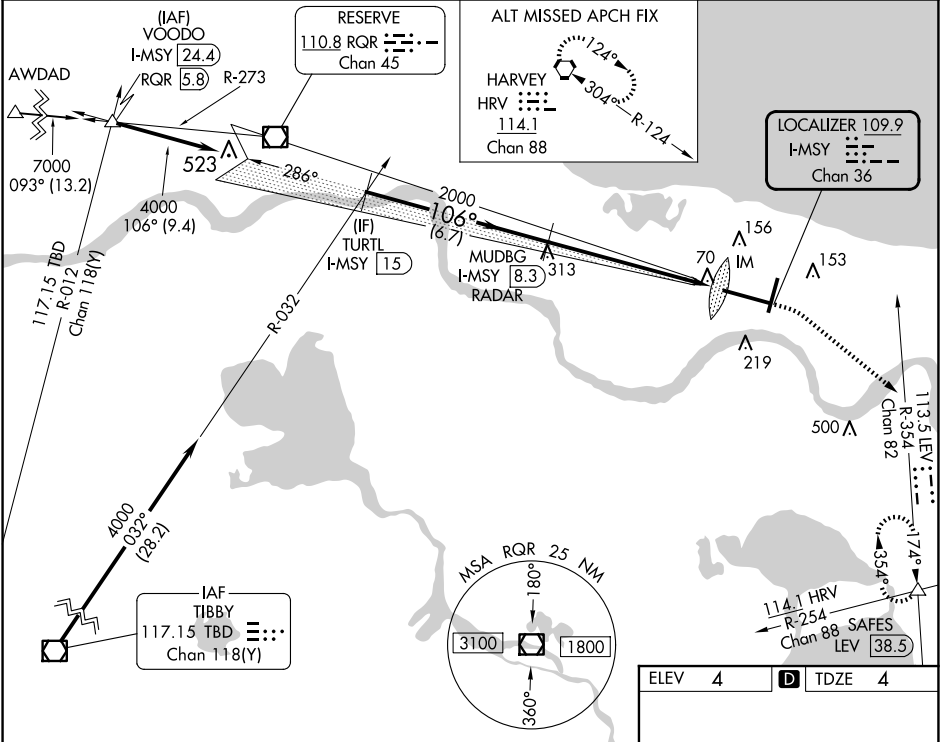 (IAF)
VOODO
I-MSY 24.4
RQR 5.8
AWDAD
R-273
RESERVE
110.8 RQR
Chan 45
ALT MISSED APCH FIX
124°
HARVEY
HRV
114.1
Chan 88
304°
R-124
LOCALIZER 109.9
I-MSY
Chan 36
7000
093° (13.2)
4000
106° (9.4)
523
286°
2000
106°
(6.7)
(IF)
TURTL
I-MSY 15
MUDBG
I-MSY 8.3
RADAR
313
70
IM
156
153
219
500
117.15 TBD
R-012
Chan 118(Y)
R-032
4000
032°
(28.2)
113.5 LEV
R-354
Chan 82
174°
354°
IAF
TIBBY
117.15 TBD
Chan 118(Y)
MSA RQR 25 NM
180°
3100
1800
360°
114.1 HRV
R-254
Chan 88
SAFES
LEV 38.5
ELEV 4
D
TDZE 4